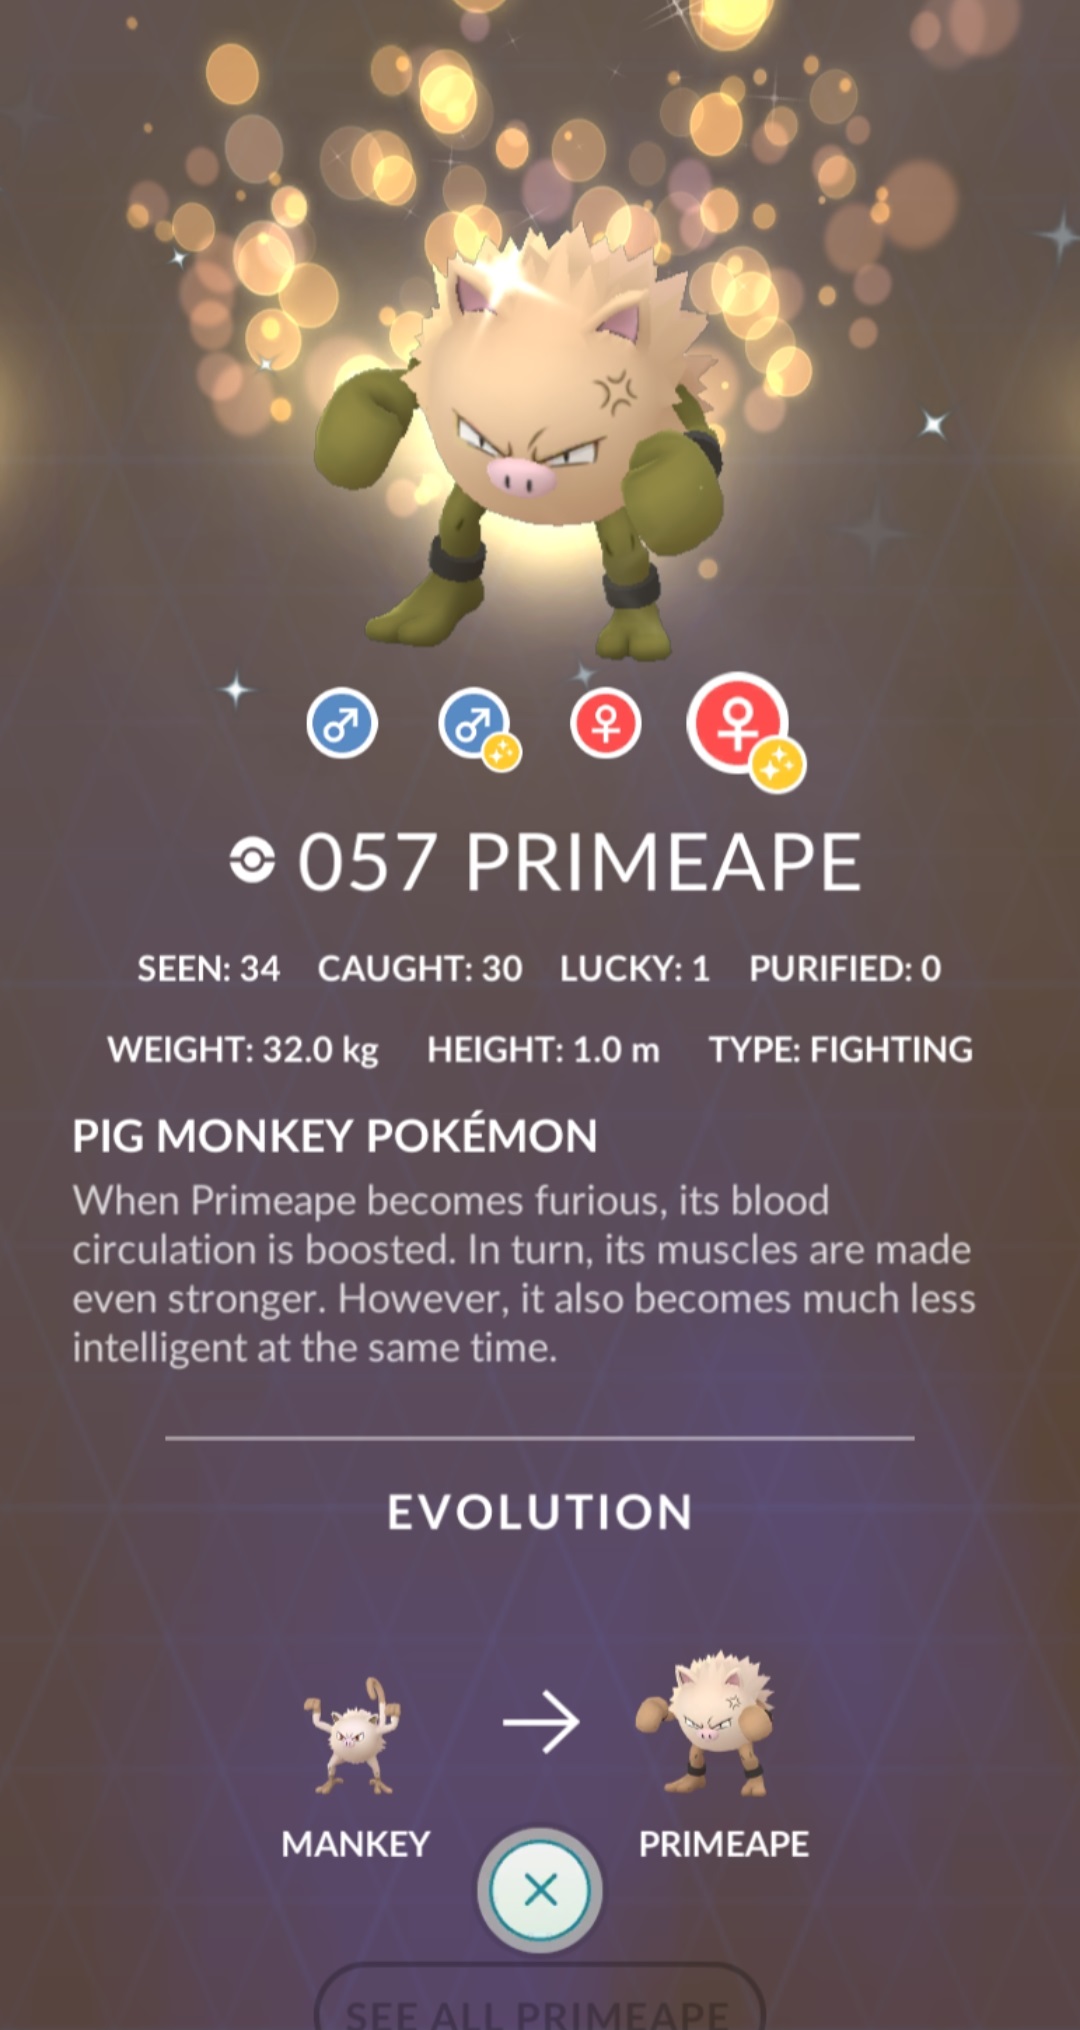 057 PRIMEAPE
SEEN: 34 CAUGHT: 30 LUCKY: 1 PURIFIED: 0
WEIGHT: 32.0 kg HEIGHT: 1.0 m TYPE: FIGHTING
PIG MONKEY POKÉMON
When Primeape becomes furious, its blood
circulation is boosted. In turn, its muscles are made
even stronger. However, it also becomes much less
intelligent at the same time.
EVOLUTION
MANKEY PRIMEAPE
SEE ALL PRIMEAPE